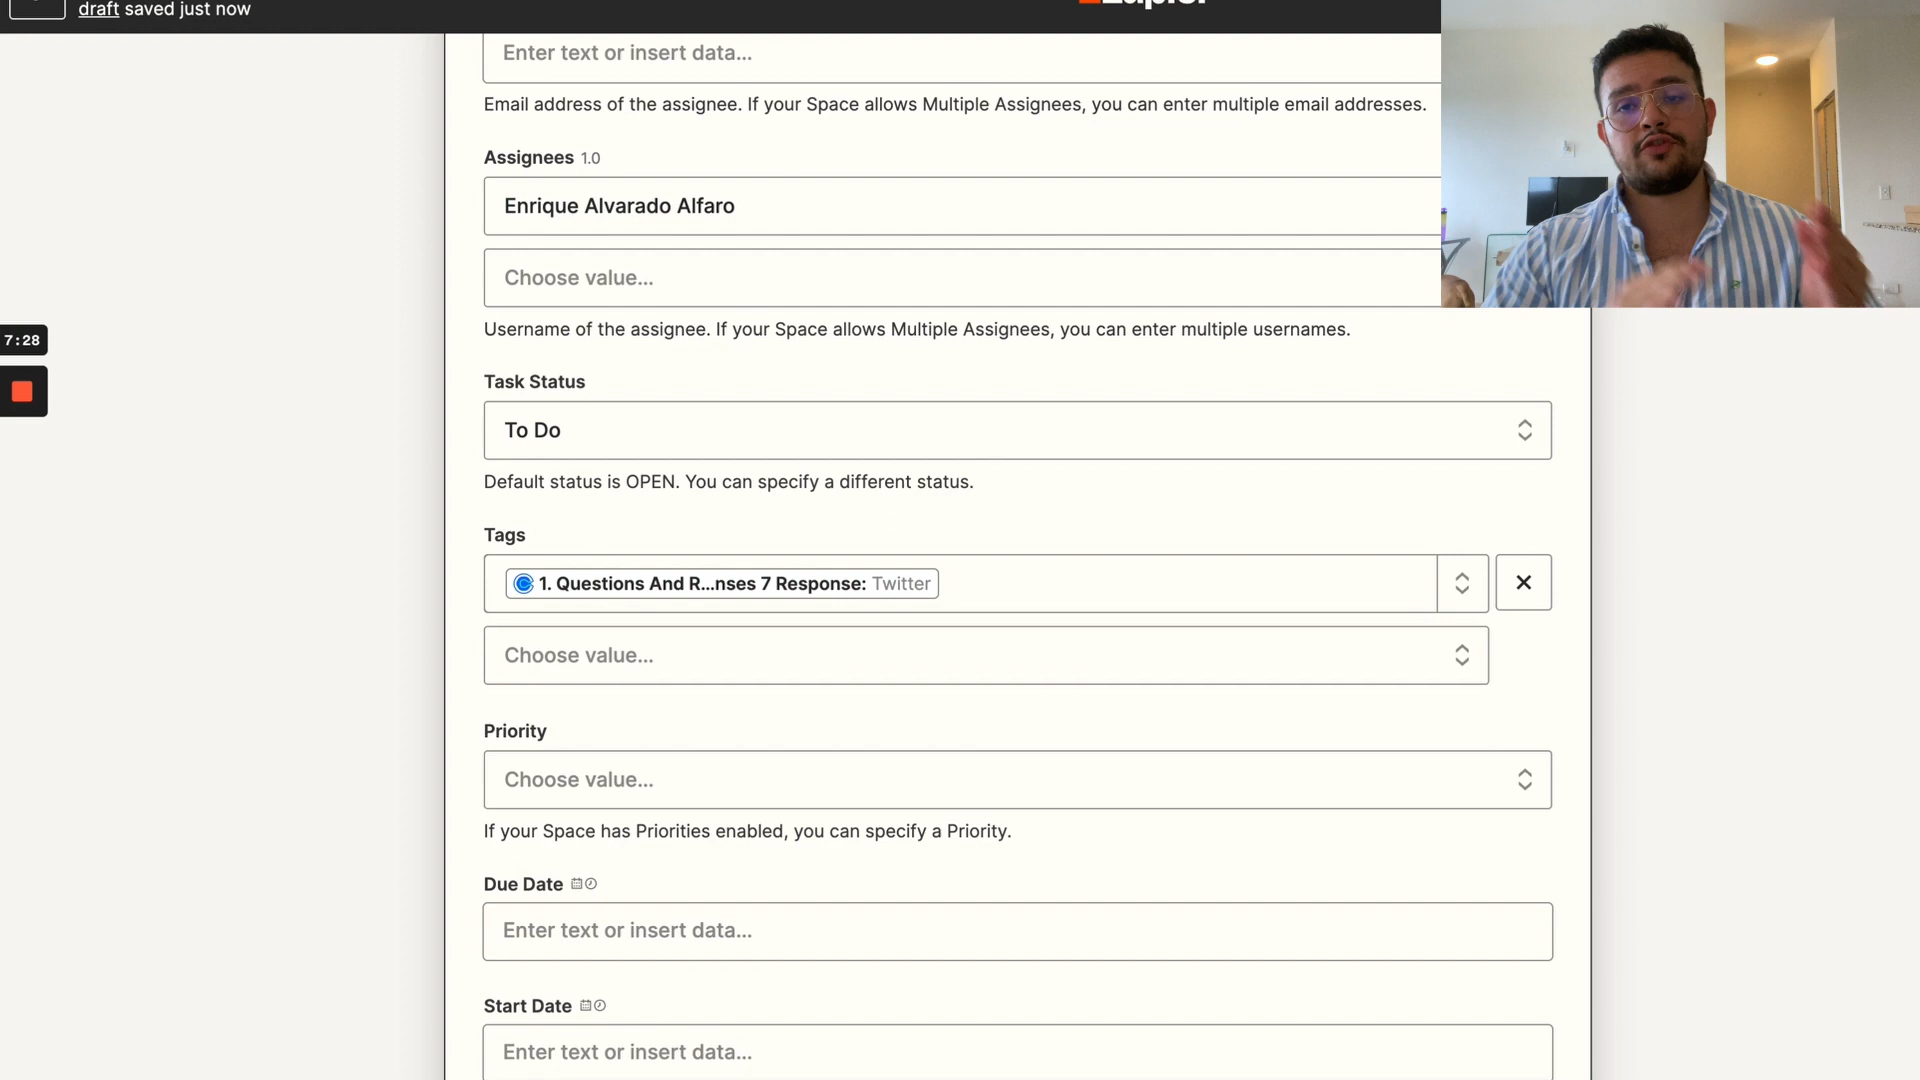 draft saved just now
Enter text or insert data...
Email address of the assignee. If your Space allows Multiple Assignees, you can enter multiple email addresses.
Assignees 1.0
Enrique Alvarado Alfaro
Choose value...
Username of the assignee. If your Space allows Multiple Assignees, you can enter multiple usernames.
7:28
Task Status
To Do
Default status is OPEN. You can specify a different status.
Tags
1. Questions And R...nses 7 Response: Twitter
Choose value...
Priority
Choose value...
If your Space has Priorities enabled, you can specify a Priority.
Due Date
Enter text or insert data...
Start Date
Enter text or insert data...